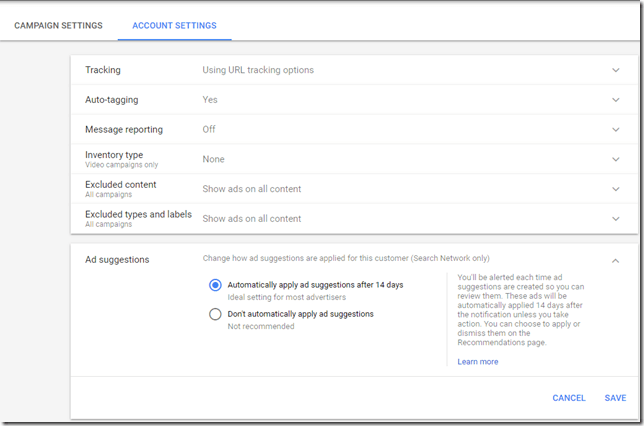 CAMPAIGN SETTINGS ACCOUNT SETTINGS
Tracking Using URL tracking options
Auto-tagging Yes
Message reporting Off
Inventory type None
Video campaigns only
Excluded content Show ads on all content
All campaigns
Excluded types and labels Show ads on all content
All campaigns
Ad suggestions Change how ad suggestions are applied for this customer (Search Network only)
Automatically apply ad suggestions after 14 days
Ideal setting for most advertisers
Don't automatically apply ad suggestions
Not recommended
You'll be alerted each time ad
suggestions are created so you can
review them. These ads will be
automatically applied 14 days after
the notification unless you take
action. You can choose to apply or
dismiss them on the
Recommendations page.
Learn more
CANCEL SAVE